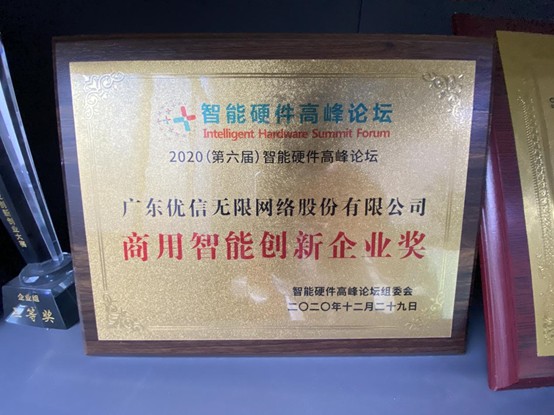 智能硬件高峰论坛
Intelligent Hardware Summit Forum
2020(第六届)智能硬件高峰论坛
广东优信无限网络股份有限公司
商用智能创新企业奖
智能硬件高峰论坛组委会
二〇二〇年十二月二十九日
企业组
等奖